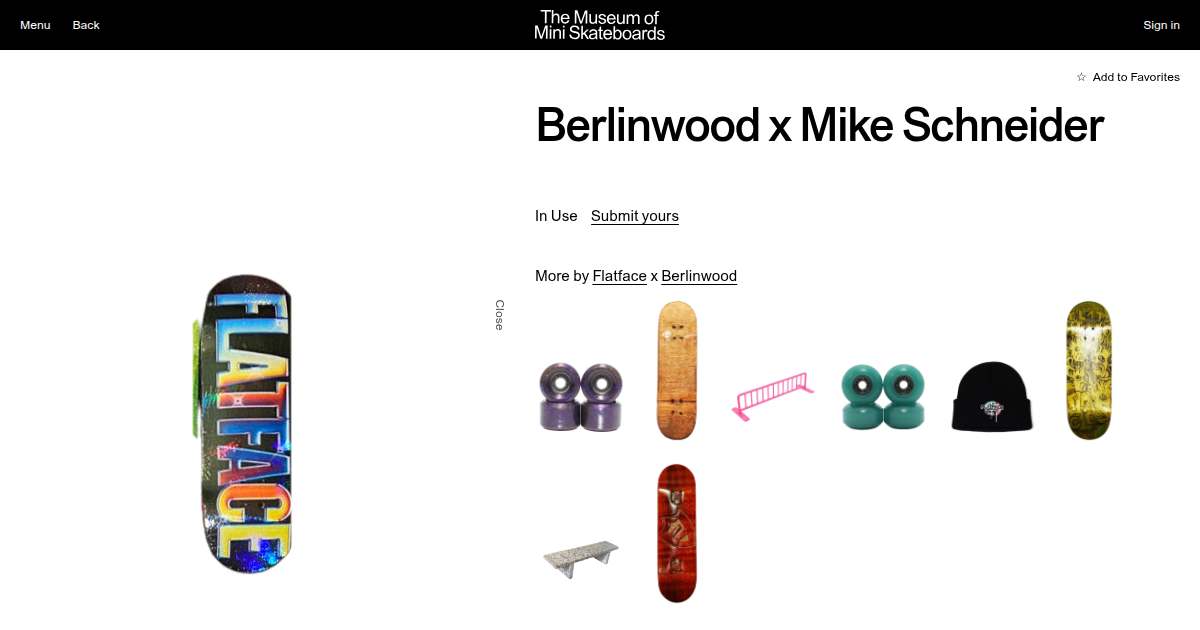 Menu
Back
The Museum of
Mini Skateboards
Sign in
☆ Add to Favorites
Berlinwood x Mike Schneider
In Use Submit yours
More by Flatface x Berlinwood
Close
FLATFACE